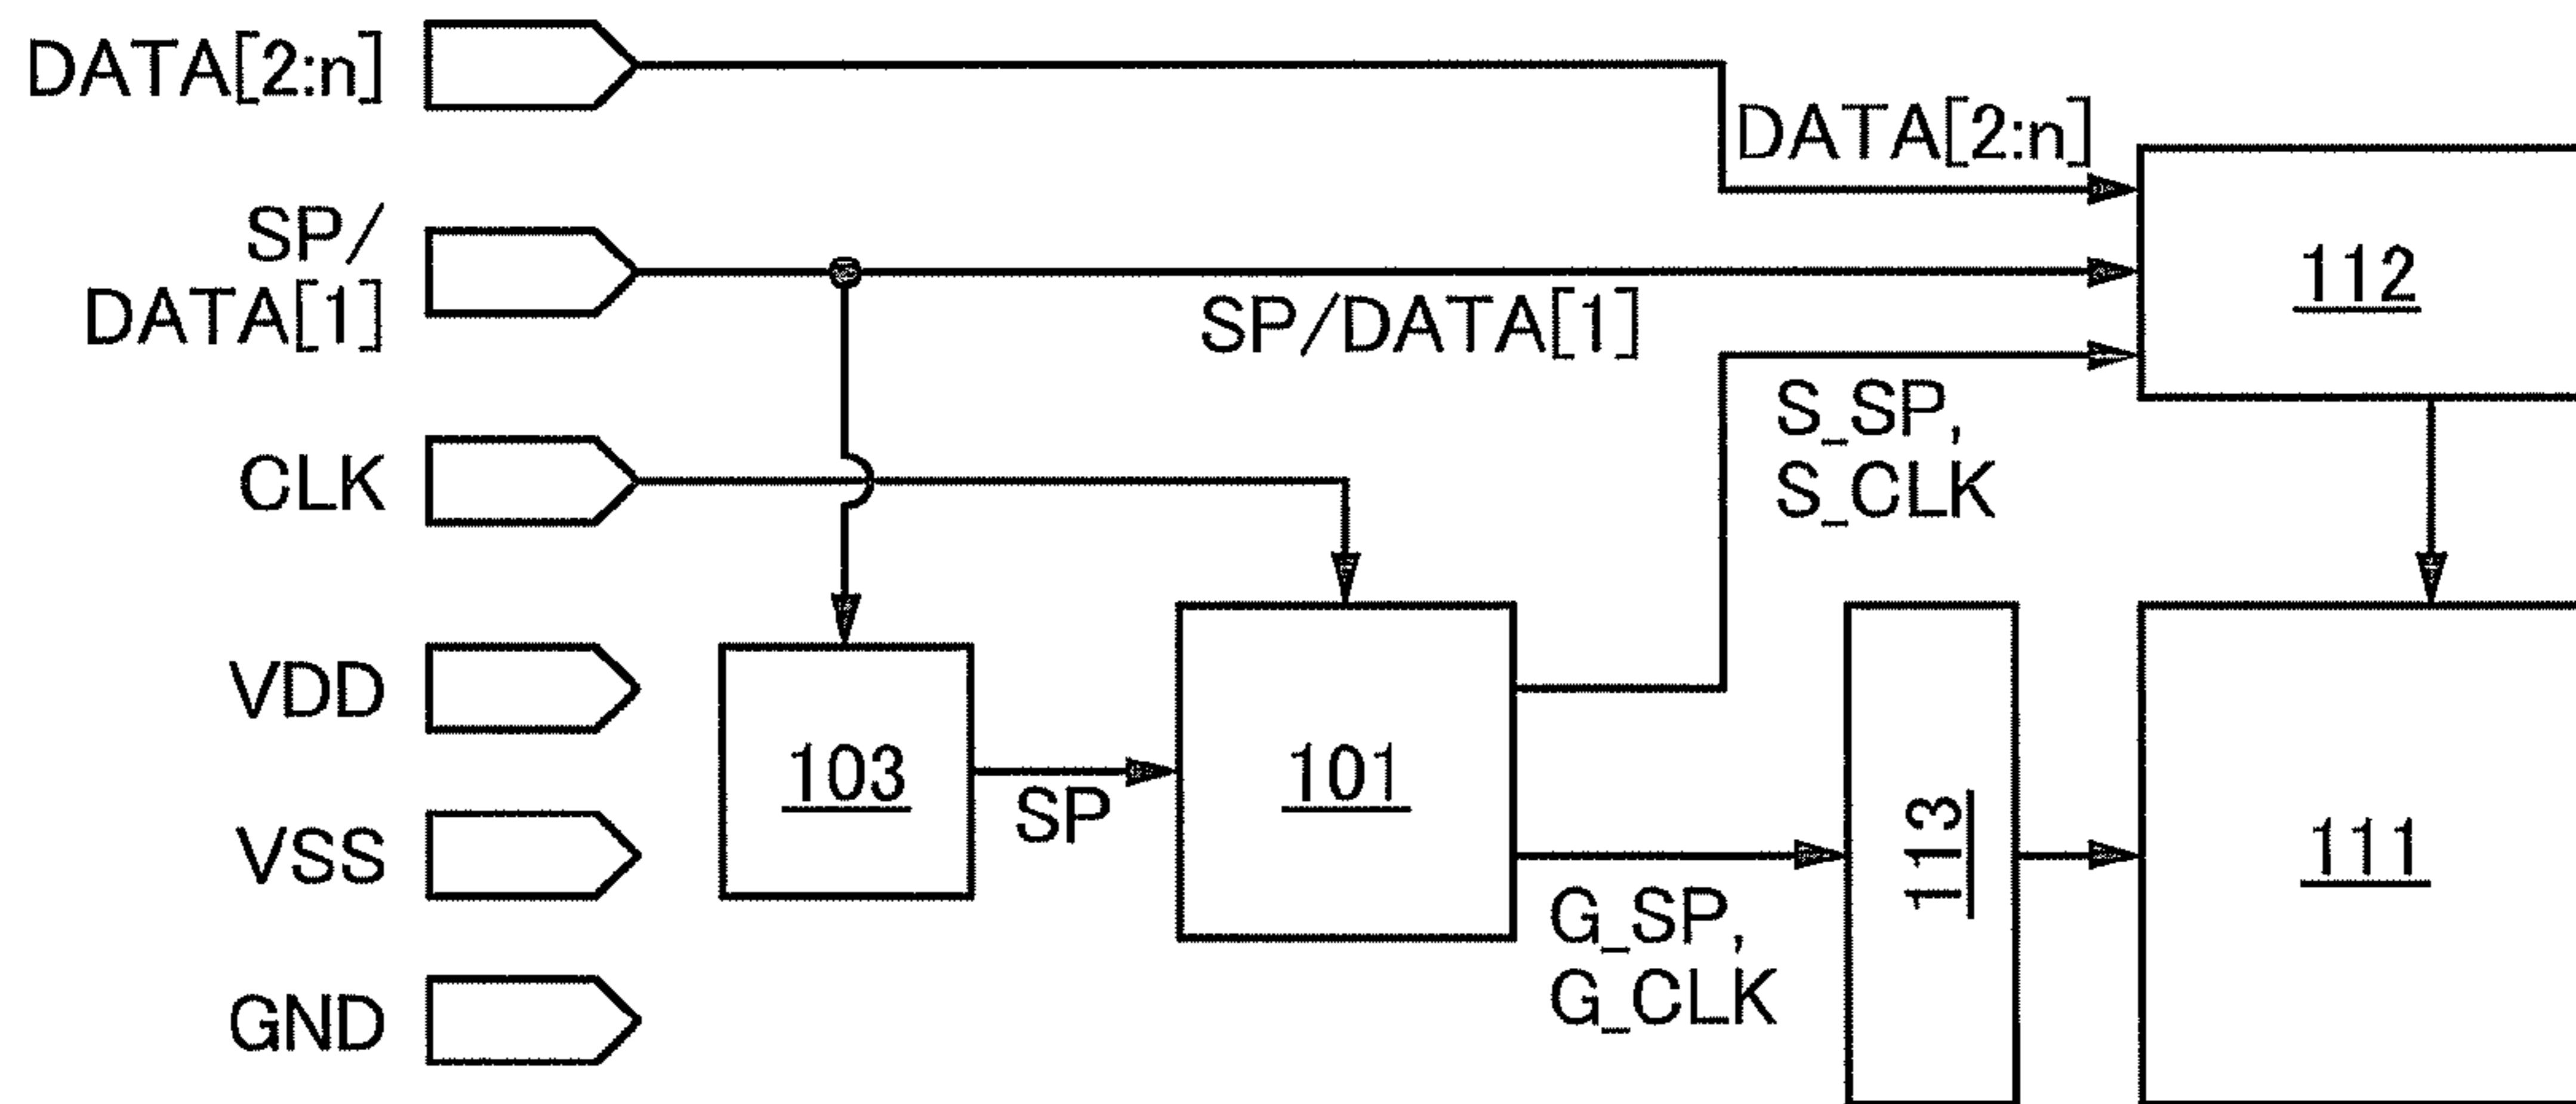 DATA[2:n]
DATA[2:n]
SP/
DATA[1]
SP/DATA[1]
112
S_SP,
S_CLK
CLK
VDD
103
SP
101
113
111
VSS
G_SP,
G_CLK
GND